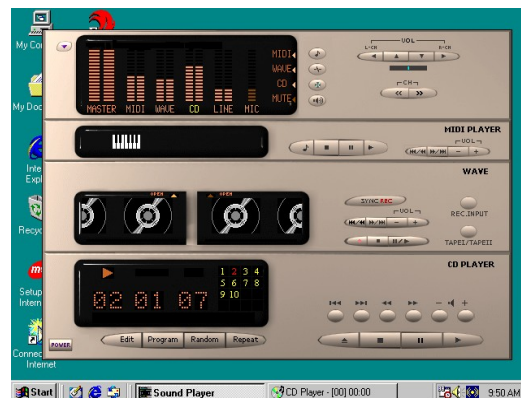 My Co
VOL
L-CH R-CH
MIDI
WAVE
CD
MUTE
CH
MASTER MIDI WAVE CD LINE MIC
My Doc
MIDI PLAYER
VOL
Inte
Expl
WAVE
OPEN OPEN
SYNC REC
VOL
REC.INPUT
Recyc
TAPEI/TAPEII
CD PLAYER
1 2 3 4
5 6 7 8
9 10
02 01 07
Setup
Intern
Edit Program Random Repeat
POWER
Connec
Internet
Start Sound Player CD Player - [00] 00:00 9:50 AM